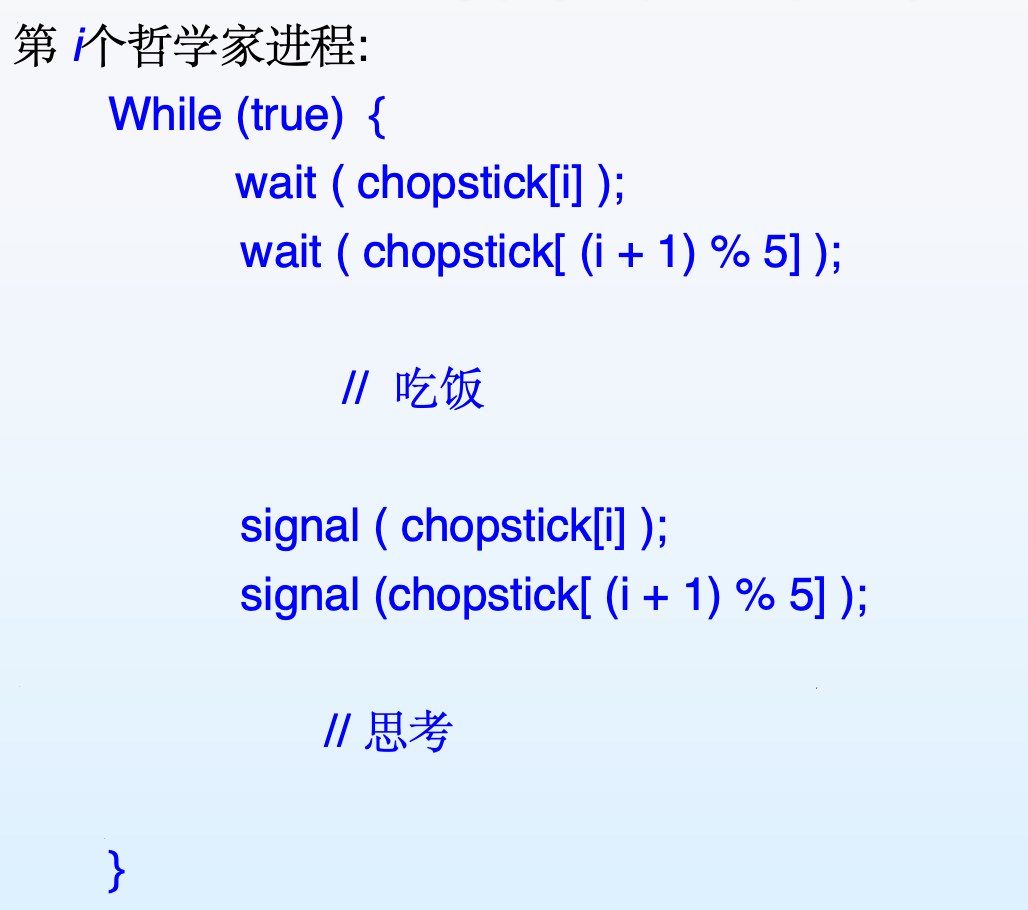 第 i个哲学家进程:
While (true) {
wait ( chopstick[i] );
wait ( chopstick[ (i + 1) % 5] );
// 吃饭
signal ( chopstick[i] );
signal (chopstick[ (i + 1) % 5] );
// 思考
}